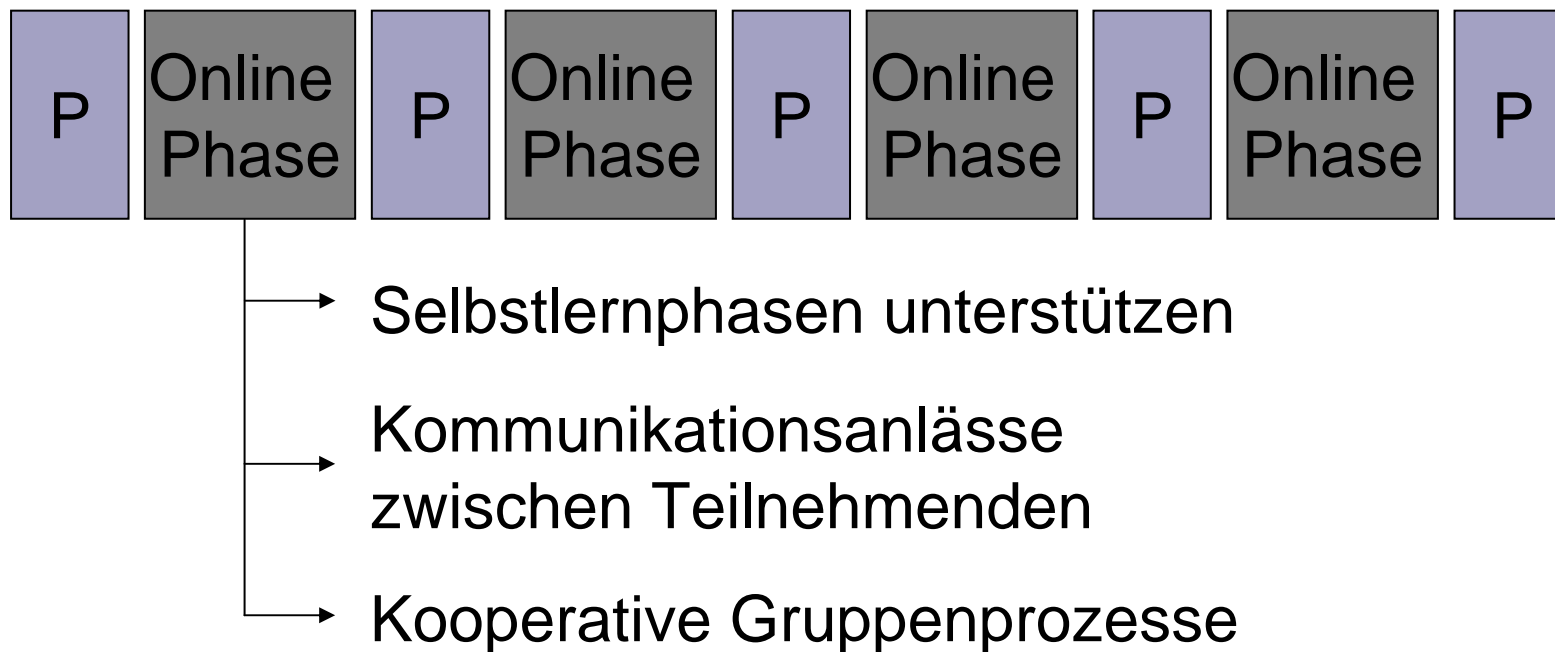 P
Online
Phase
P
Online
Phase
P
Online
Phase
P
Online
Phase
P
Selbstlernphasen unterstützen
Kommunikationsanlässe
zwischen Teilnehmenden
Kooperative Gruppenprozesse